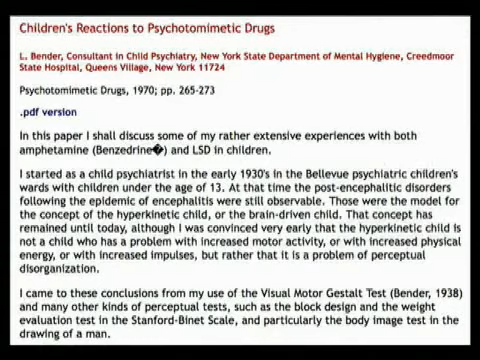 Children's Reactions to Psychotomimetic Drugs
L. Bender, Consultant in Child Psychiatry, New York State Department of Mental Hygiene, Creedmoor
State Hospital, Queens Village, New York 11724
Psychotomimetic Drugs, 1970; pp. 265-273
.pdf version
In this paper I shall discuss some of my rather extensive experiences with both
amphetamine (Benzedrine�) and LSD in children.
I started as a child psychiatrist in the early 1930's in the Bellevue psychiatric children's
wards with children under the age of 13. At that time the post-encephalitic disorders
following the epidemic of encephalitis were still observable. Those were the model for
the concept of the hyperkinetic child, or the brain-driven child. That concept has
remained until today, although I was convinced very early that the hyperkinetic child is
not a child who has a problem with increased motor activity, or with increased physical
energy, or with increased impulses, but rather that it is a problem of perceptual
disorganization.
I came to these conclusions from my use of the Visual Motor Gestalt Test (Bender, 1938)
and many other kinds of perceptual tests, such as the block design and the weight
evaluation test in the Stanford-Binet Scale, and particularly the body image test in the
drawing of a man.